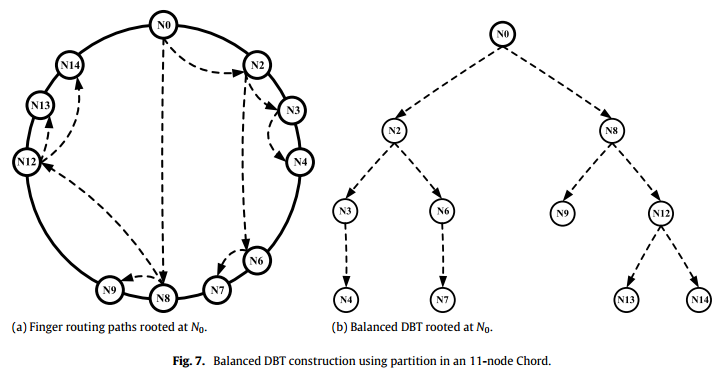 N0
N14
N2
N13
N3
N12
N4
N6
N9
N8
N7
(a) Finger routing paths rooted at N0.
N0
N2
N8
N3
N6
N9
N12
N4
N7
N13
N14
(b) Balanced DBT rooted at N0.
Fig. 7. Balanced DBT construction using partition in an 11-node Chord.